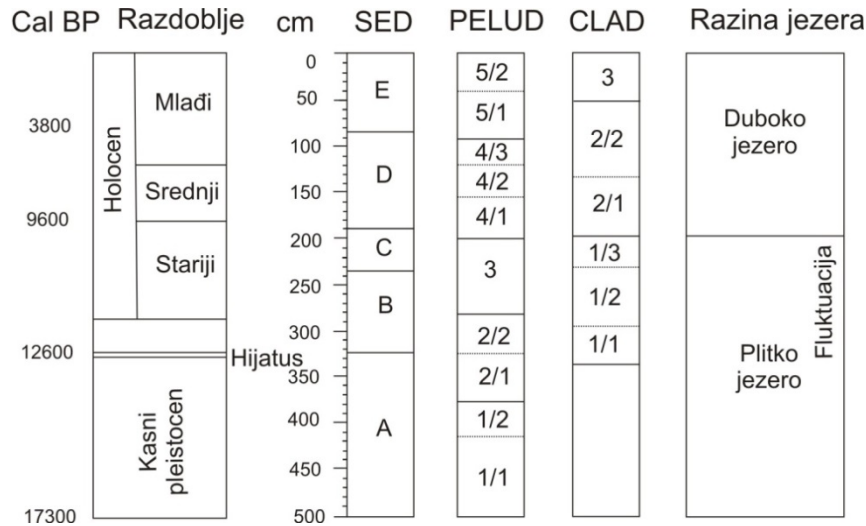 Cal BP Razdoblje cm SED PELUD CLAD Razina jezera
3800
9600
12600
17300
Holocen
Mlađi
Srednji
Stariji
Hijatus
Kasni
pleistocen
0
50
100
150
200
250
300
350
400
450
500
E
D
C
B
A
5/2
5/1
4/3
4/2
4/1
3
2/2
2/1
1/2
1/1
3
2/2
2/1
1/3
1/2
1/1
Duboko
jezero
Fluktuacija
Plitko
jezero